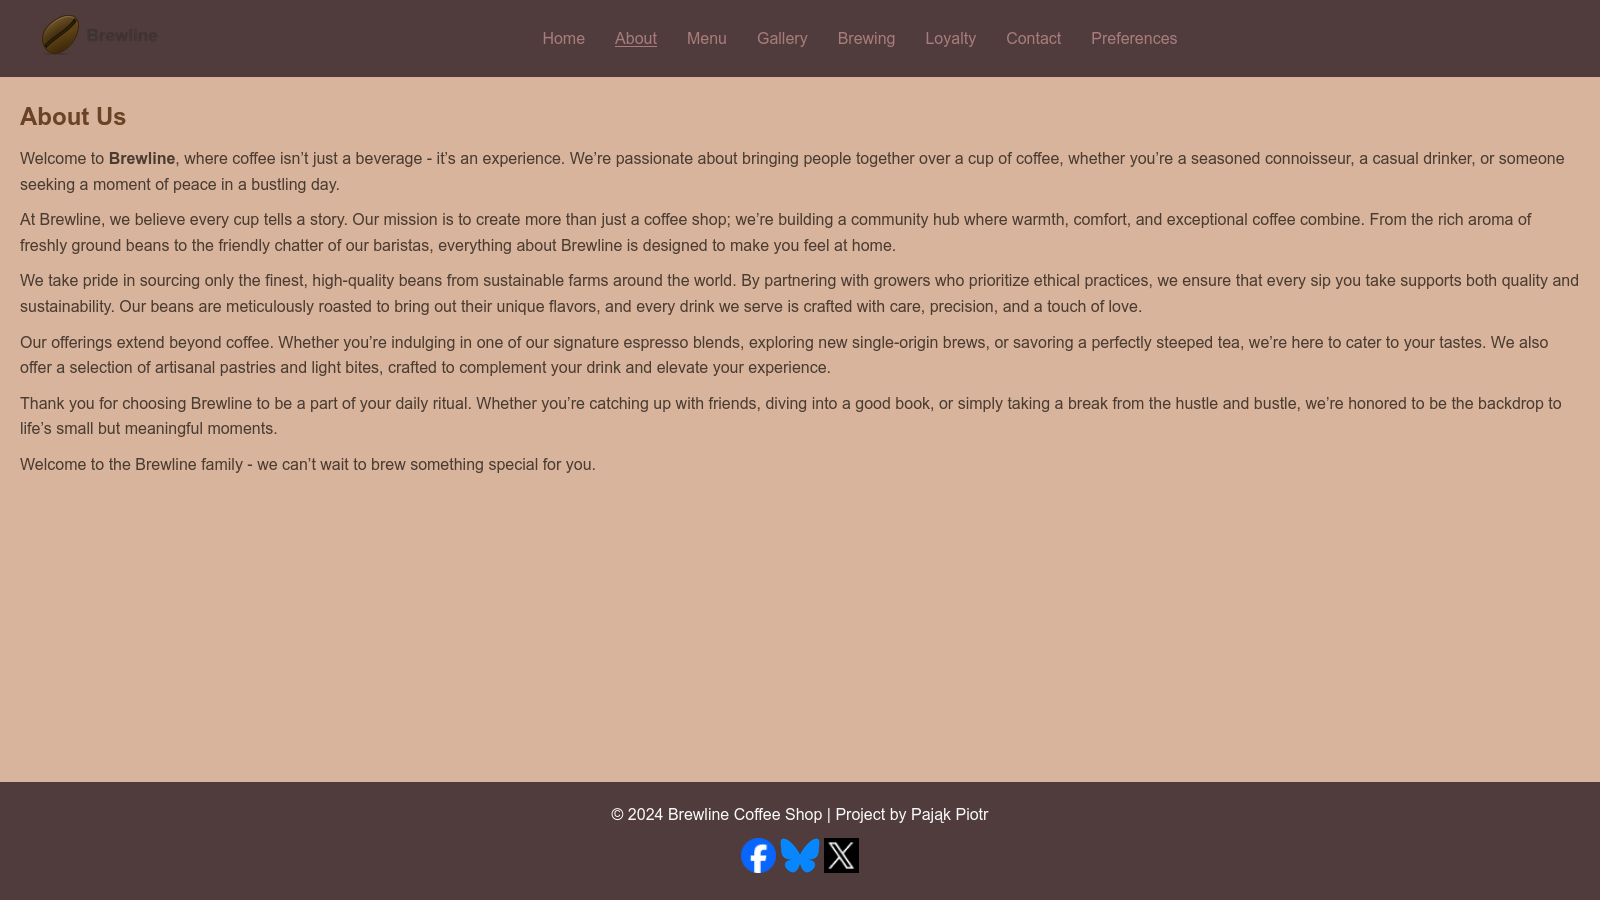 Brewline
Home About Menu Gallery Brewing Loyalty Contact Preferences
About Us
Welcome to Brewline, where coffee isn’t just a beverage - it’s an experience. We’re passionate about bringing people together over a cup of coffee, whether you’re a seasoned connoisseur, a casual drinker, or someone
seeking a moment of peace in a bustling day.
At Brewline, we believe every cup tells a story. Our mission is to create more than just a coffee shop; we’re building a community hub where warmth, comfort, and exceptional coffee combine. From the rich aroma of
freshly ground beans to the friendly chatter of our baristas, everything about Brewline is designed to make you feel at home.
We take pride in sourcing only the finest, high-quality beans from sustainable farms around the world. By partnering with growers who prioritize ethical practices, we ensure that every sip you take supports both quality and
sustainability. Our beans are meticulously roasted to bring out their unique flavors, and every drink we serve is crafted with care, precision, and a touch of love.
Our offerings extend beyond coffee. Whether you’re indulging in one of our signature espresso blends, exploring new single-origin brews, or savoring a perfectly steeped tea, we’re here to cater to your tastes. We also
offer a selection of artisanal pastries and light bites, crafted to complement your drink and elevate your experience.
Thank you for choosing Brewline to be a part of your daily ritual. Whether you’re catching up with friends, diving into a good book, or simply taking a break from the hustle and bustle, we’re honored to be the backdrop to
life’s small but meaningful moments.
Welcome to the Brewline family - we can’t wait to brew something special for you.
© 2024 Brewline Coffee Shop | Project by Pająk Piotr